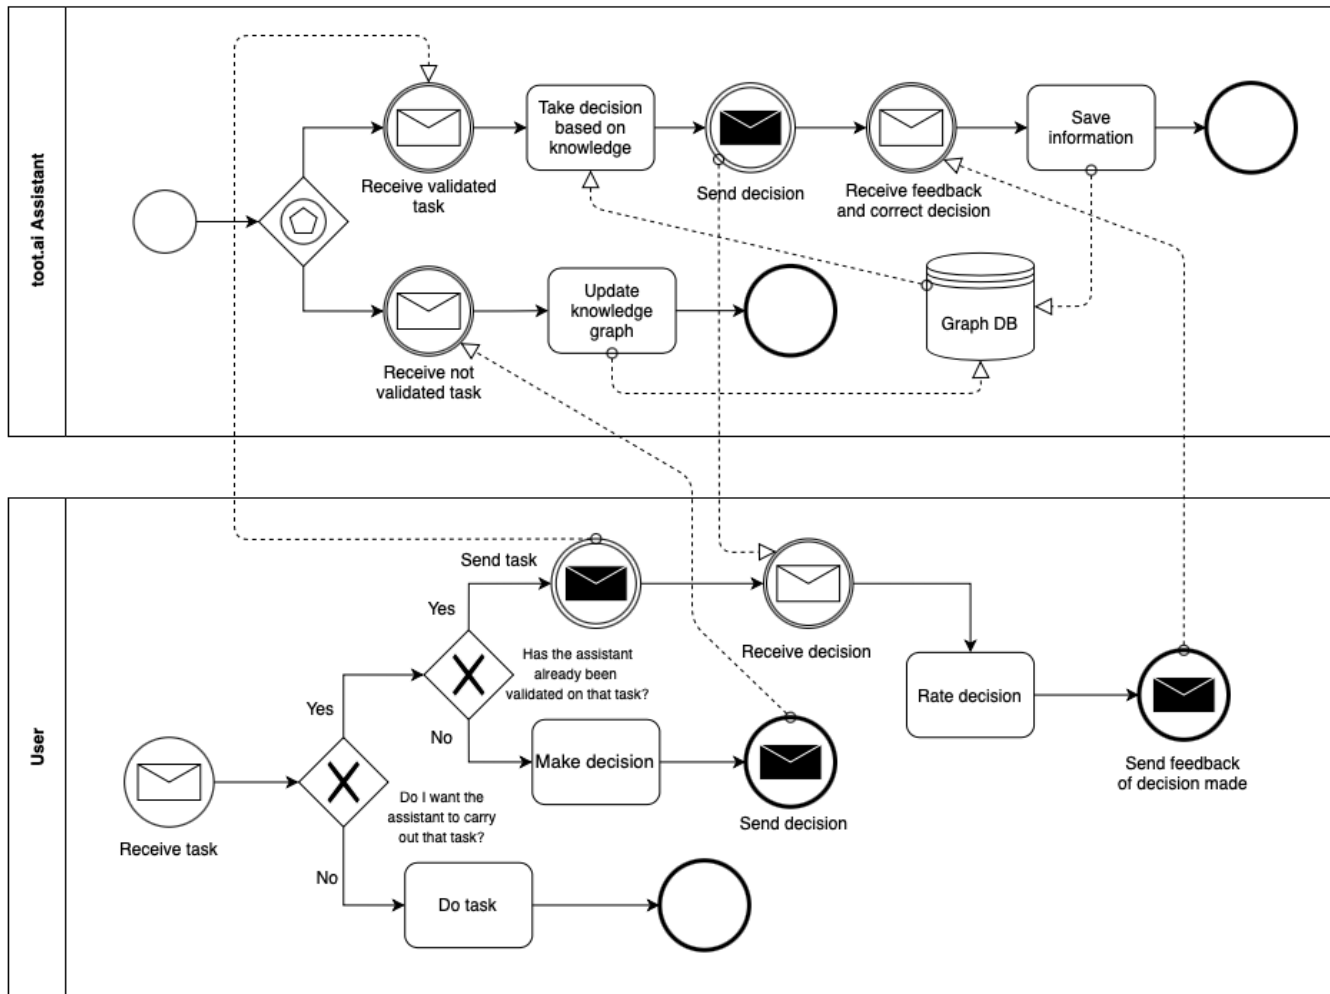 toot.ai Assistant
Receive validated
task
Take decision
based on
knowledge
Send decision
Receive feedback
and correct decision
Save
information
Receive not
validated task
Update
knowledge
graph
Graph DB
User
Receive task
Do I want the
assistant to carry
out that task?
Yes
No
Has the assistant
already been
validated on that task?
Yes
No
Send task
Receive decision
Rate decision
Send feedback
of decision made
Make decision
Send decision
Do task